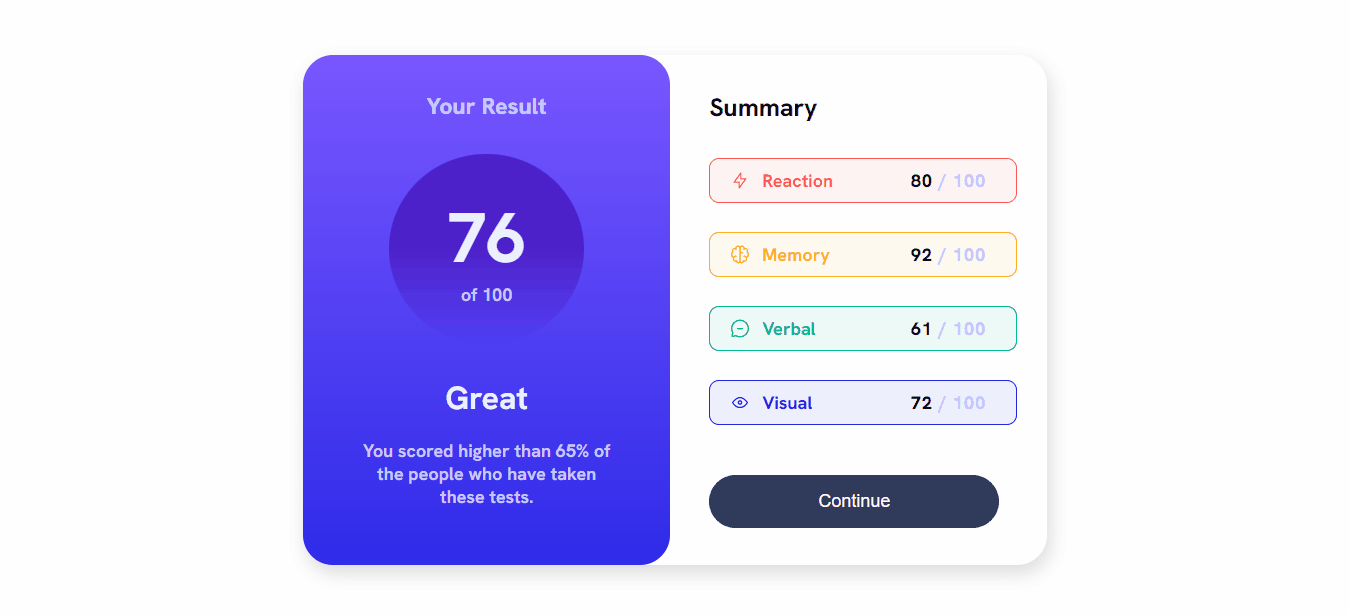 Your Result
76
of 100
Great
You scored higher than 65% of
the people who have taken
these tests.
Summary
Reaction 80 / 100
Memory 92 / 100
Verbal 61 / 100
Visual 72 / 100
Continue